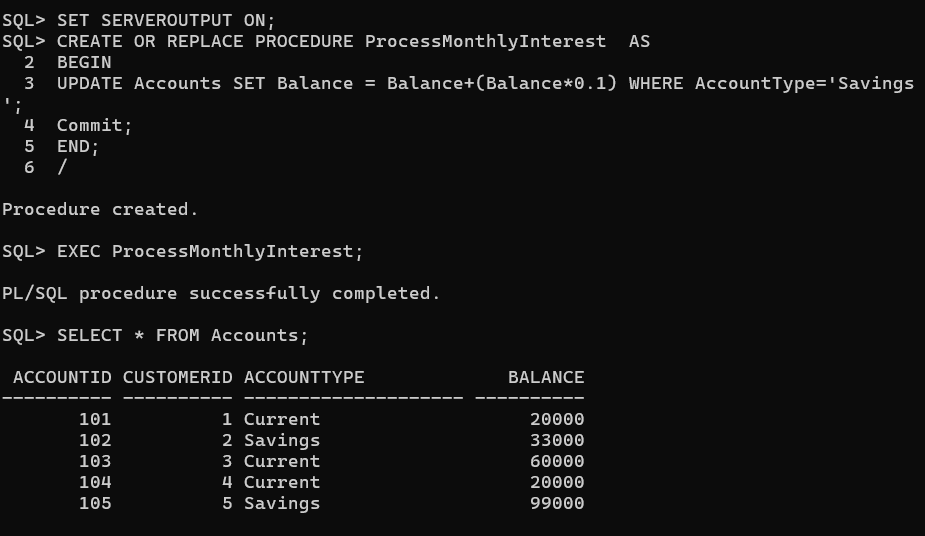 SQL> SET SERVEROUTPUT ON;
SQL> CREATE OR REPLACE PROCEDURE ProcessMonthlyInterest  AS
  2  BEGIN
  3  UPDATE Accounts SET Balance = Balance+(Balance*0.1) WHERE AccountType='Savings
';
  4  Commit;
  5  END;
  6  /
Procedure created.
SQL> EXEC ProcessMonthlyInterest;
PL/SQL procedure successfully completed.
SQL> SELECT * FROM Accounts;
 ACCOUNTID CUSTOMERID ACCOUNTTYPE             BALANCE
---------- ---------- -------------------- ----------
       101          1 Current                   20000
       102          2 Savings                   33000
       103          3 Current                   60000
       104          4 Current                   20000
       105          5 Savings                   99000